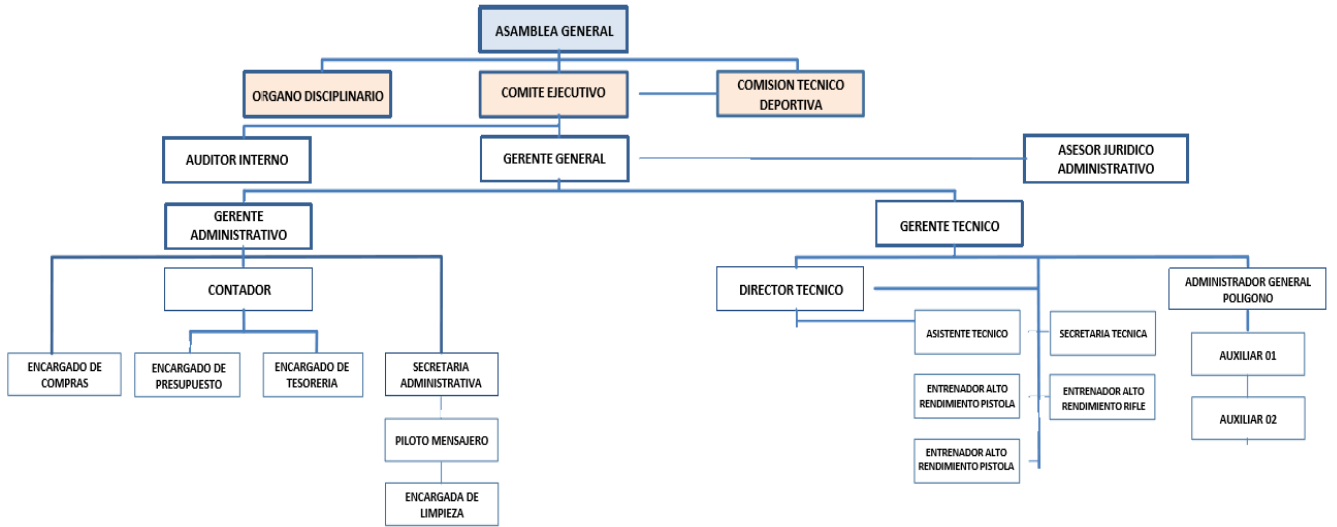 ASAMBLEA GENERAL
ORGANO DISCIPLINARIO
COMITE EJECUTIVO
COMISION TECNICO
DEPORTIVA
AUDITOR INTERNO
GERENTE GENERAL
ASESOR JURIDICO
ADMINISTRATIVO
GERENTE
ADMINISTRATIVO
GERENTE TECNICO
CONTADOR
DIRECTOR TECNICO
ADMINISTRADOR GENERAL
POLIGONO
ASISTENTE TECNICO
SECRETARIA TECNICA
AUXILIAR 01
ENCARGADO DE
COMPRAS
ENCARGADO DE
PRESUPUESTO
ENCARGADO DE
TESORERIA
SECRETARIA
ADMINISTRATIVA
ENTRENADOR ALTO
RENDIMIENTO PISTOLA
ENTRENADOR ALTO
RENDIMIENTO RIFLE
AUXILIAR 02
PILOTO MENSAJERO
ENTRENADOR ALTO
RENDIMIENTO PISTOLA
ENCARGADA DE
LIMPIEZA